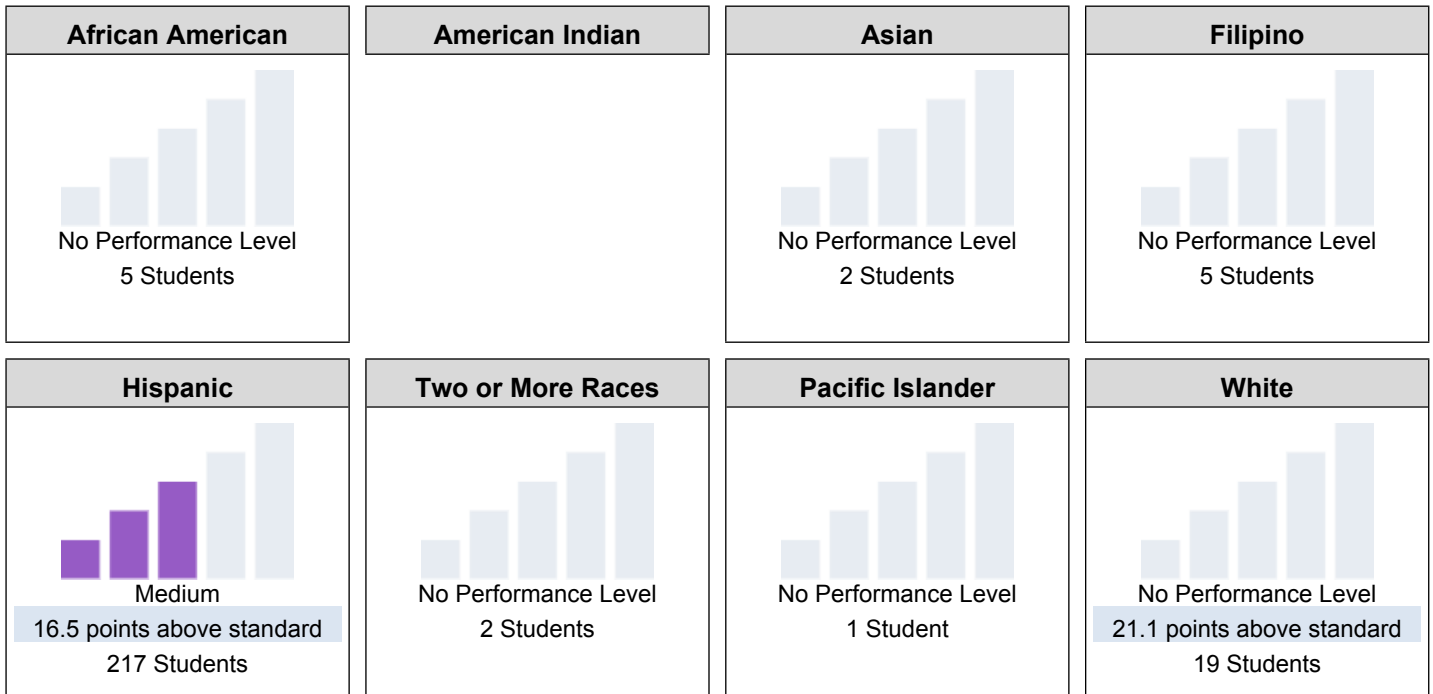 African American
No Performance Level
5 Students
American Indian
Asian
No Performance Level
2 Students
Filipino
No Performance Level
5 Students
Hispanic
Medium
16.5 points above standard
217 Students
Two or More Races
No Performance Level
2 Students
Pacific Islander
No Performance Level
1 Student
White
No Performance Level
21.1 points above standard
19 Students